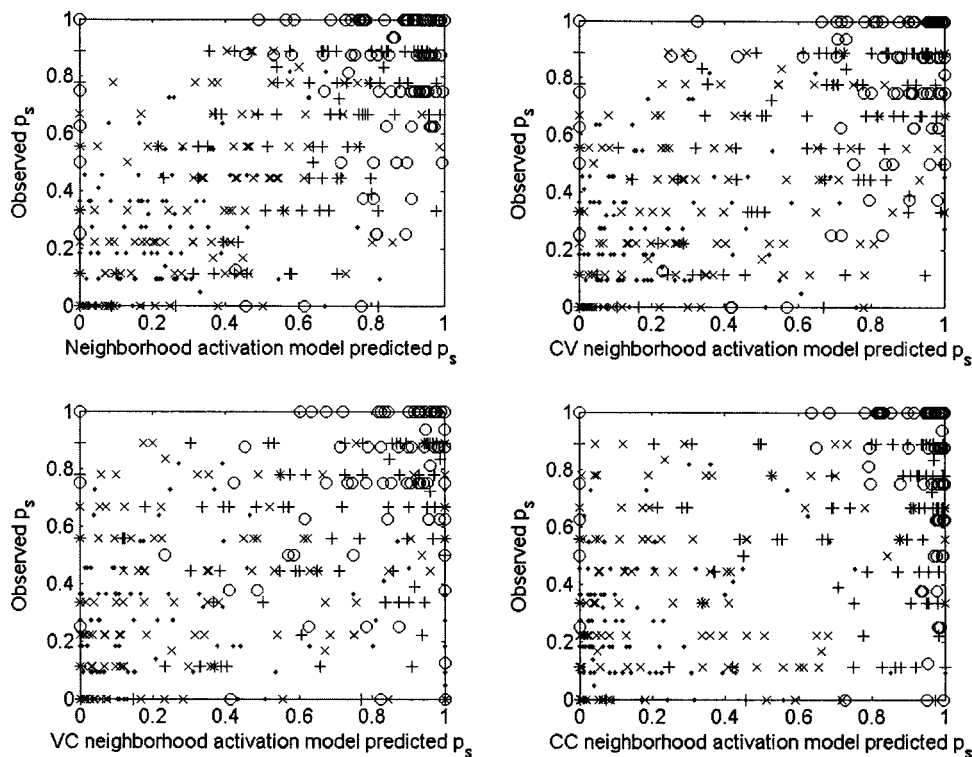 1
0.8
0.6
0.4
0.2
0
Observed p_s
0 0.2 0.4 0.6 0.8 1
Neighborhood activation model predicted p_s
1
0.8
0.6
0.4
0.2
0
Observed p_s
0 0.2 0.4 0.6 0.8 1
CV neighborhood activation model predicted p_s
1
0.8
0.6
0.4
0.2
0
Observed p_s
0 0.2 0.4 0.6 0.8 1
VC neighborhood activation model predicted p_s
1
0.8
0.6
0.4
0.2
0
Observed p_s
0 0.2 0.4 0.6 0.8 1
CC neighborhood activation model predicted p_s